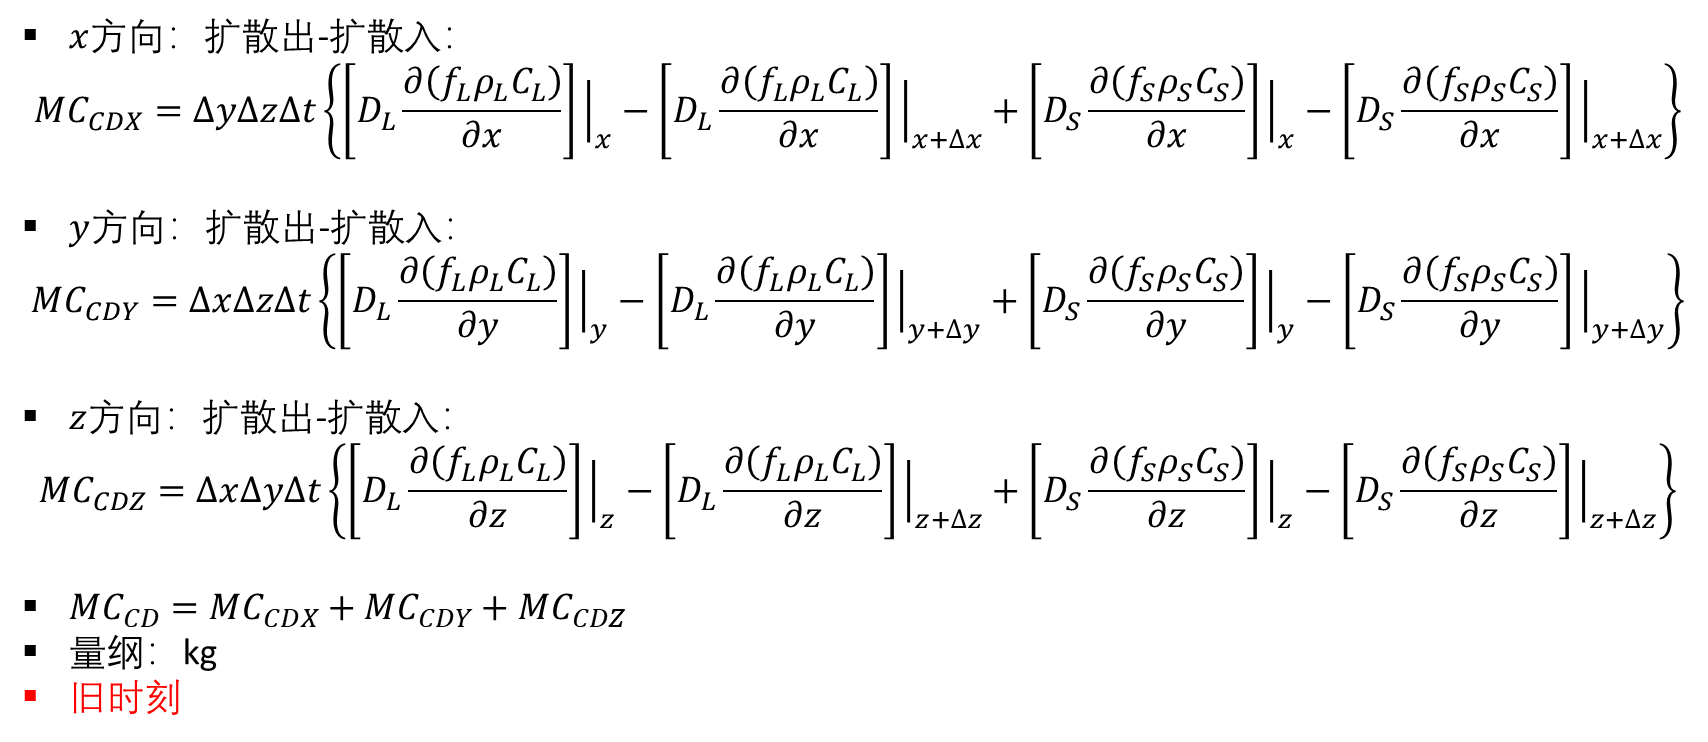 ▪ x方向：扩散出-扩散入：
MC_{CDX} = ΔyΔzΔt{[D_L ∂(f_Lρ_LC_L)/∂x]|_x − [D_L ∂(f_Lρ_LC_L)/∂x]|_{x+Δx} + [D_S ∂(f_Sρ_SC_S)/∂x]|_x − [D_S ∂(f_Sρ_SC_S)/∂x]|_{x+Δx}}
▪ y方向：扩散出-扩散入：
MC_{CDY} = ΔxΔzΔt{[D_L ∂(f_Lρ_LC_L)/∂y]|_y − [D_L ∂(f_Lρ_LC_L)/∂y]|_{y+Δy} + [D_S ∂(f_Sρ_SC_S)/∂y]|_y − [D_S ∂(f_Sρ_SC_S)/∂y]|_{y+Δy}}
▪ z方向：扩散出-扩散入：
MC_{CDZ} = ΔxΔyΔt{[D_L ∂(f_Lρ_LC_L)/∂z]|_z − [D_L ∂(f_Lρ_LC_L)/∂z]|_{z+Δz} + [D_S ∂(f_Sρ_SC_S)/∂z]|_z − [D_S ∂(f_Sρ_SC_S)/∂z]|_{z+Δz}}
▪ MC_{CD} = MC_{CDX} + MC_{CDY} + MC_{CDZ}
▪ 量纲：kg
▪ 旧时刻